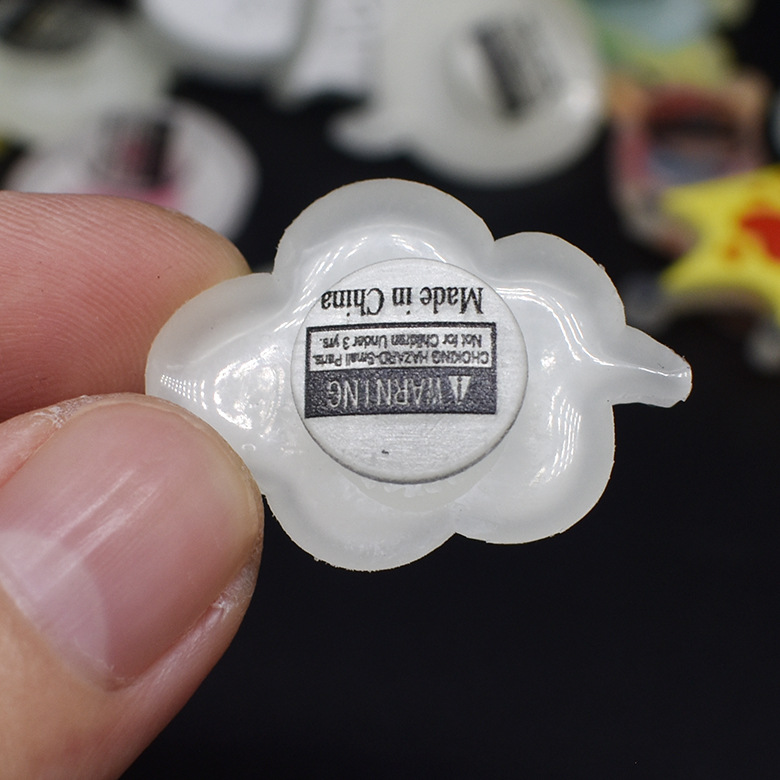 ⚠WARNING
CHOKING HAZARD-Small Parts.
Not for Children Under 3 yrs.
Made in China